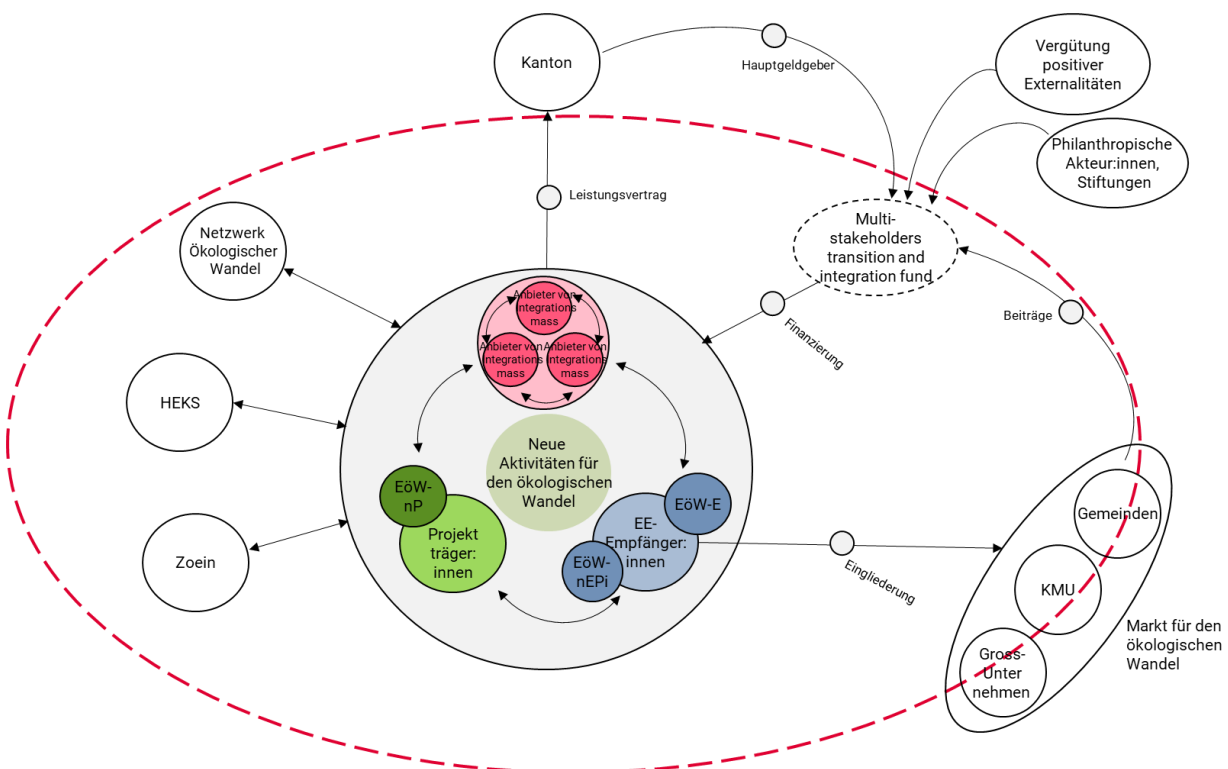 Kanton
Hauptgeldgeber
Vergütung
positiver
Externalitäten
Philanthropische
Akteur:innen,
Stiftungen
Leistungsvertrag
Netzwerk
Ökologischer
Wandel
Multi-
stakeholders
transition and
integration fund
Anbieter von
Integrations
mass
Anbieter von
Integrations
mass
Anbieter von
Integrations
mass
Finanzierung
Beiträge
HEKS
Neue
Aktivitäten für
den ökologischen
Wandel
EöW-
nP
Projekt
träger:
innen
EöW-E
EE-
Empfänger:
innen
EöW-
nEPi
Zoein
Eingliederung
Gemeinden
KMU
Gross-
Unter
nehmen
Markt für den
ökologischen
Wandel